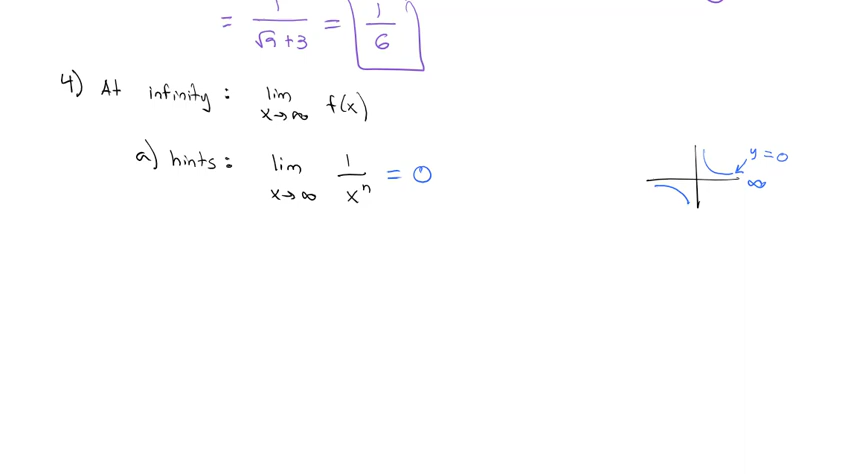 = 1/(√9 + 3) = 1/6
4) At infinity: lim x→∞ f(x)
a) hints: lim x→∞ 1/xⁿ = 0
y = 0
∞